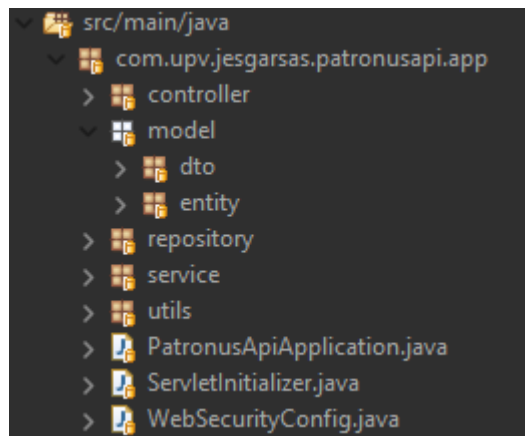 src/main/java
com.upv.jesgarsas.patronusapi.app
controller
model
dto
entity
repository
service
utils
PatronusApiApplication.java
ServletInitializer.java
WebSecurityConfig.java